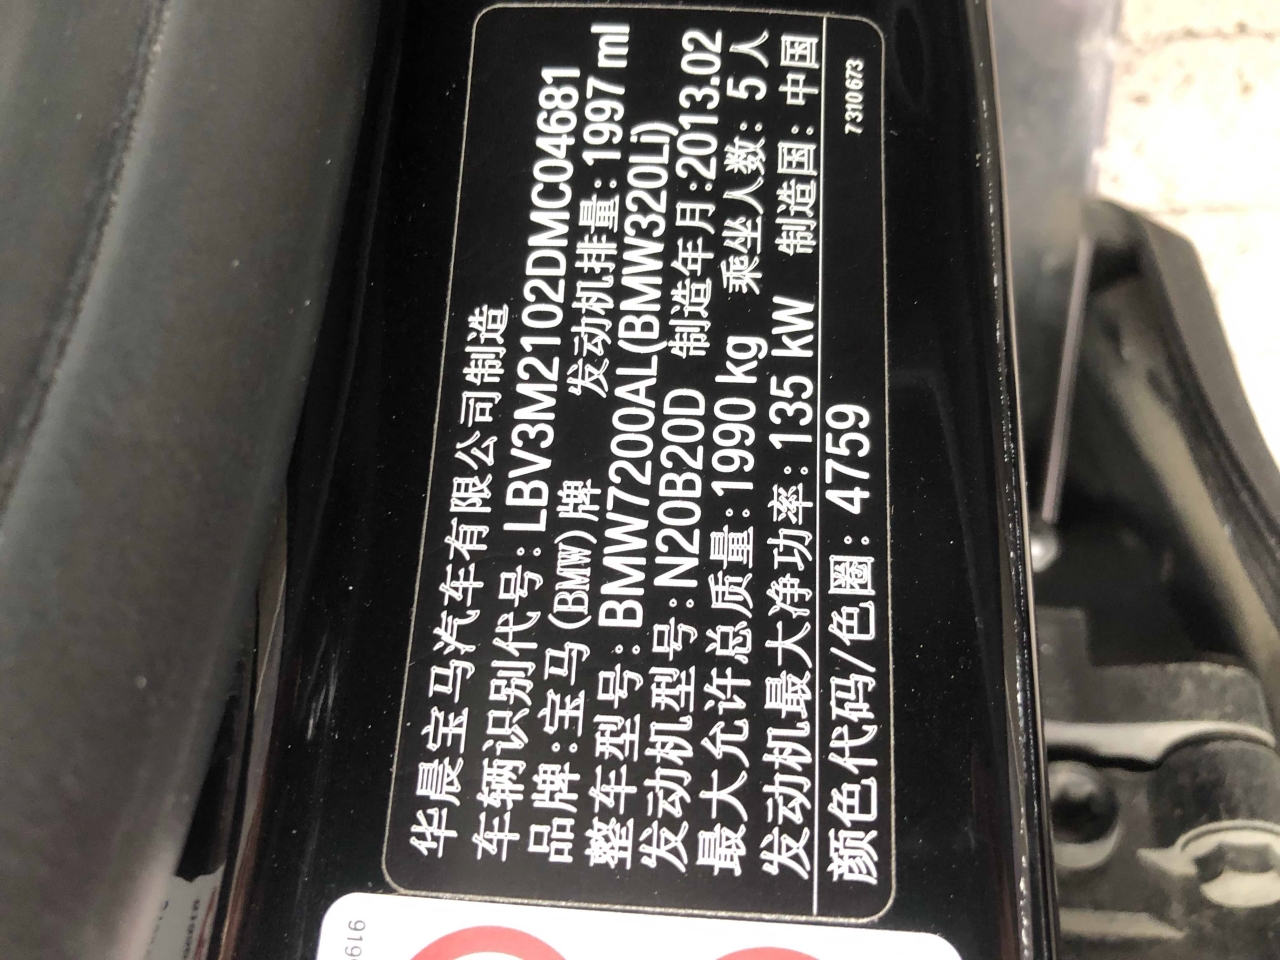 华晨宝马汽车有限公司制造
车辆识别代号: LBV3M2102DMC04681
品牌:宝马(BMW)牌 发动机排量: 1997 ml
整车型号: BMW7200AL(BMW320Li)
发动机型号: N20B20D 制造年月:2013.02
最大允许总质量: 1990 kg 乘坐人数: 5 人
发动机最大净功率: 135 kW 制造国: 中国
颜色代码/色圈: 4759
7310673